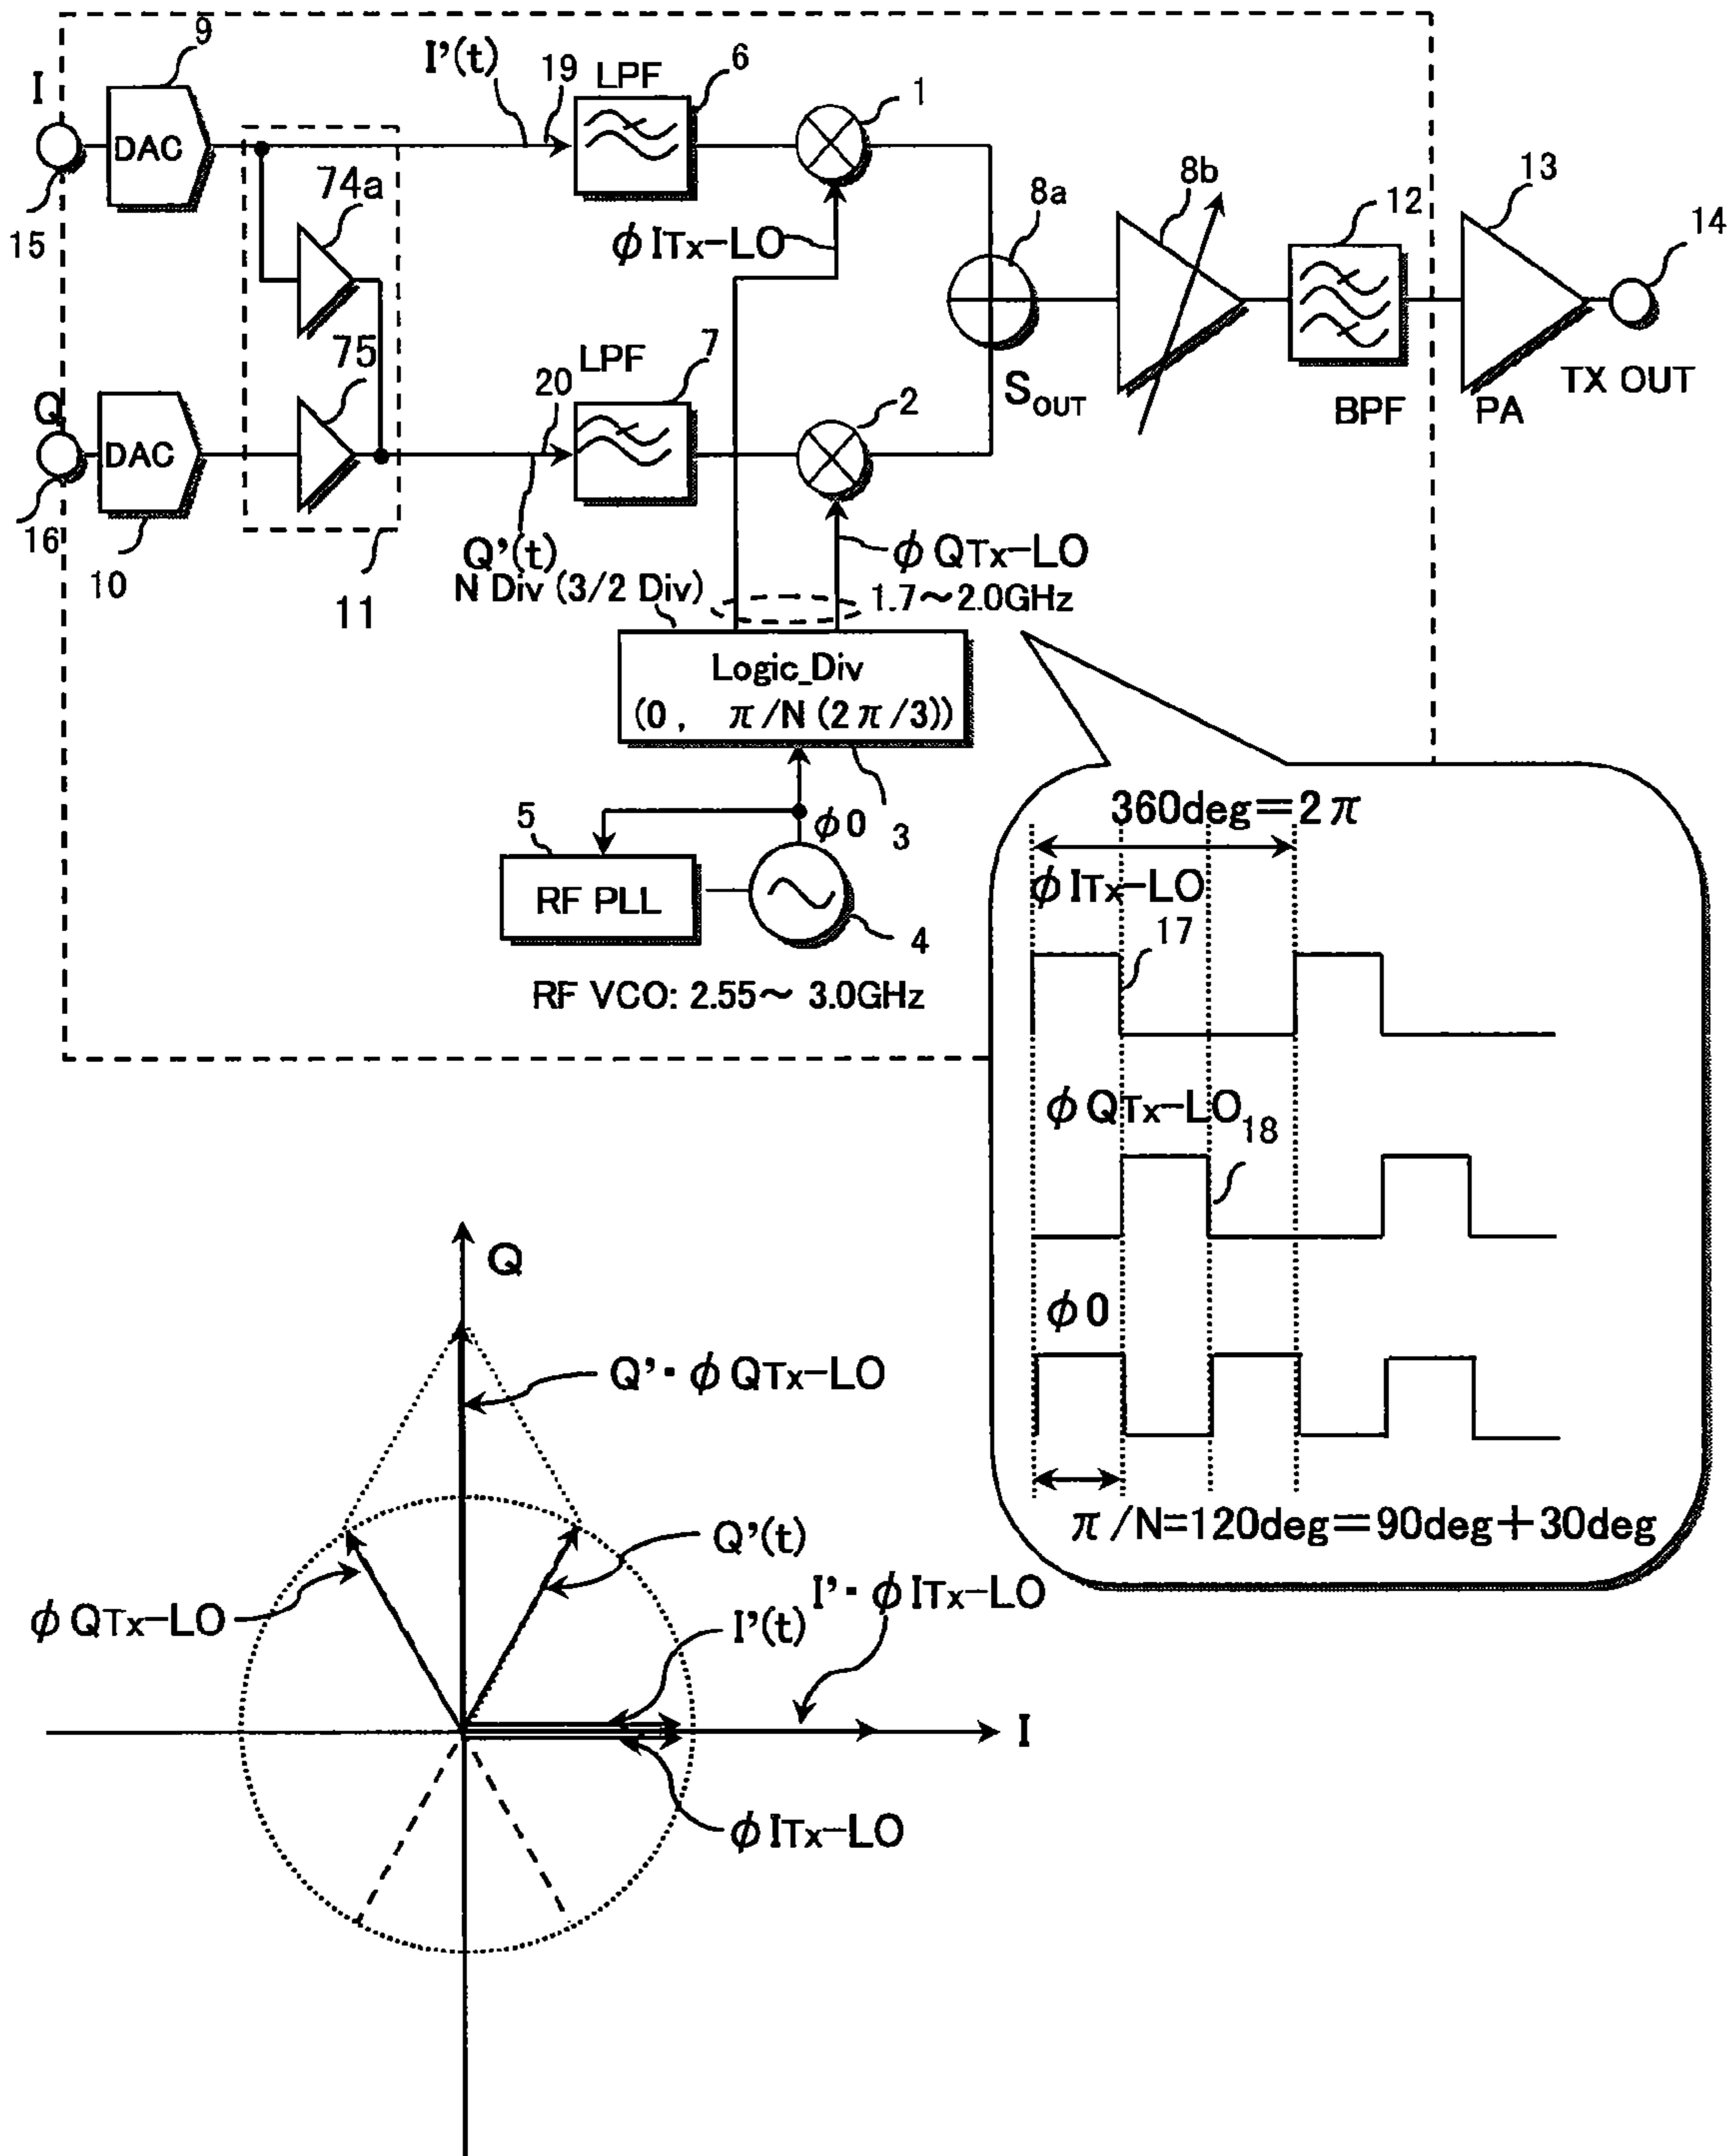 9
I
I'(t)
19
LPF
6
1
DAC
74a
8a
8b
12
13
14
15
ϕ ITx-LO
75
LPF
7
S OUT
TX OUT
Q
20
2
BPF
PA
DAC
16
ϕ QTx-LO
10
Q'(t)
11
N Div (3/2 Div)
1.7～2.0GHz
Logic_Div
(0 , π/N (2π/3))
5
ϕ0
3
RF PLL
4
RF VCO: 2.55～ 3.0GHz
360deg＝2π
ϕ ITx-LO
17
ϕ QTx-LO
18
ϕ0
π/N=120deg＝90deg＋30deg
Q
Q'・ϕ QTx-LO
Q'(t)
ϕ QTx-LO
I'・ϕ ITx-LO
I'(t)
I
ϕ ITx-LO